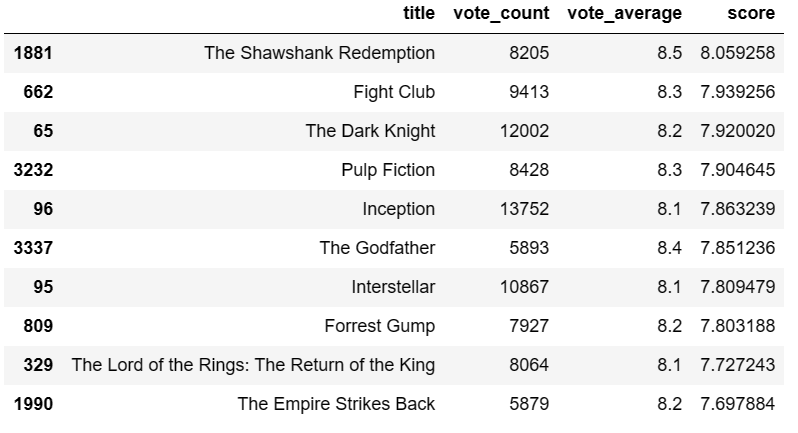 title vote_count vote_average score
1881 The Shawshank Redemption 8205 8.5 8.059258
662 Fight Club 9413 8.3 7.939256
65 The Dark Knight 12002 8.2 7.920020
3232 Pulp Fiction 8428 8.3 7.904645
96 Inception 13752 8.1 7.863239
3337 The Godfather 5893 8.4 7.851236
95 Interstellar 10867 8.1 7.809479
809 Forrest Gump 7927 8.2 7.803188
329 The Lord of the Rings: The Return of the King 8064 8.1 7.727243
1990 The Empire Strikes Back 5879 8.2 7.697884